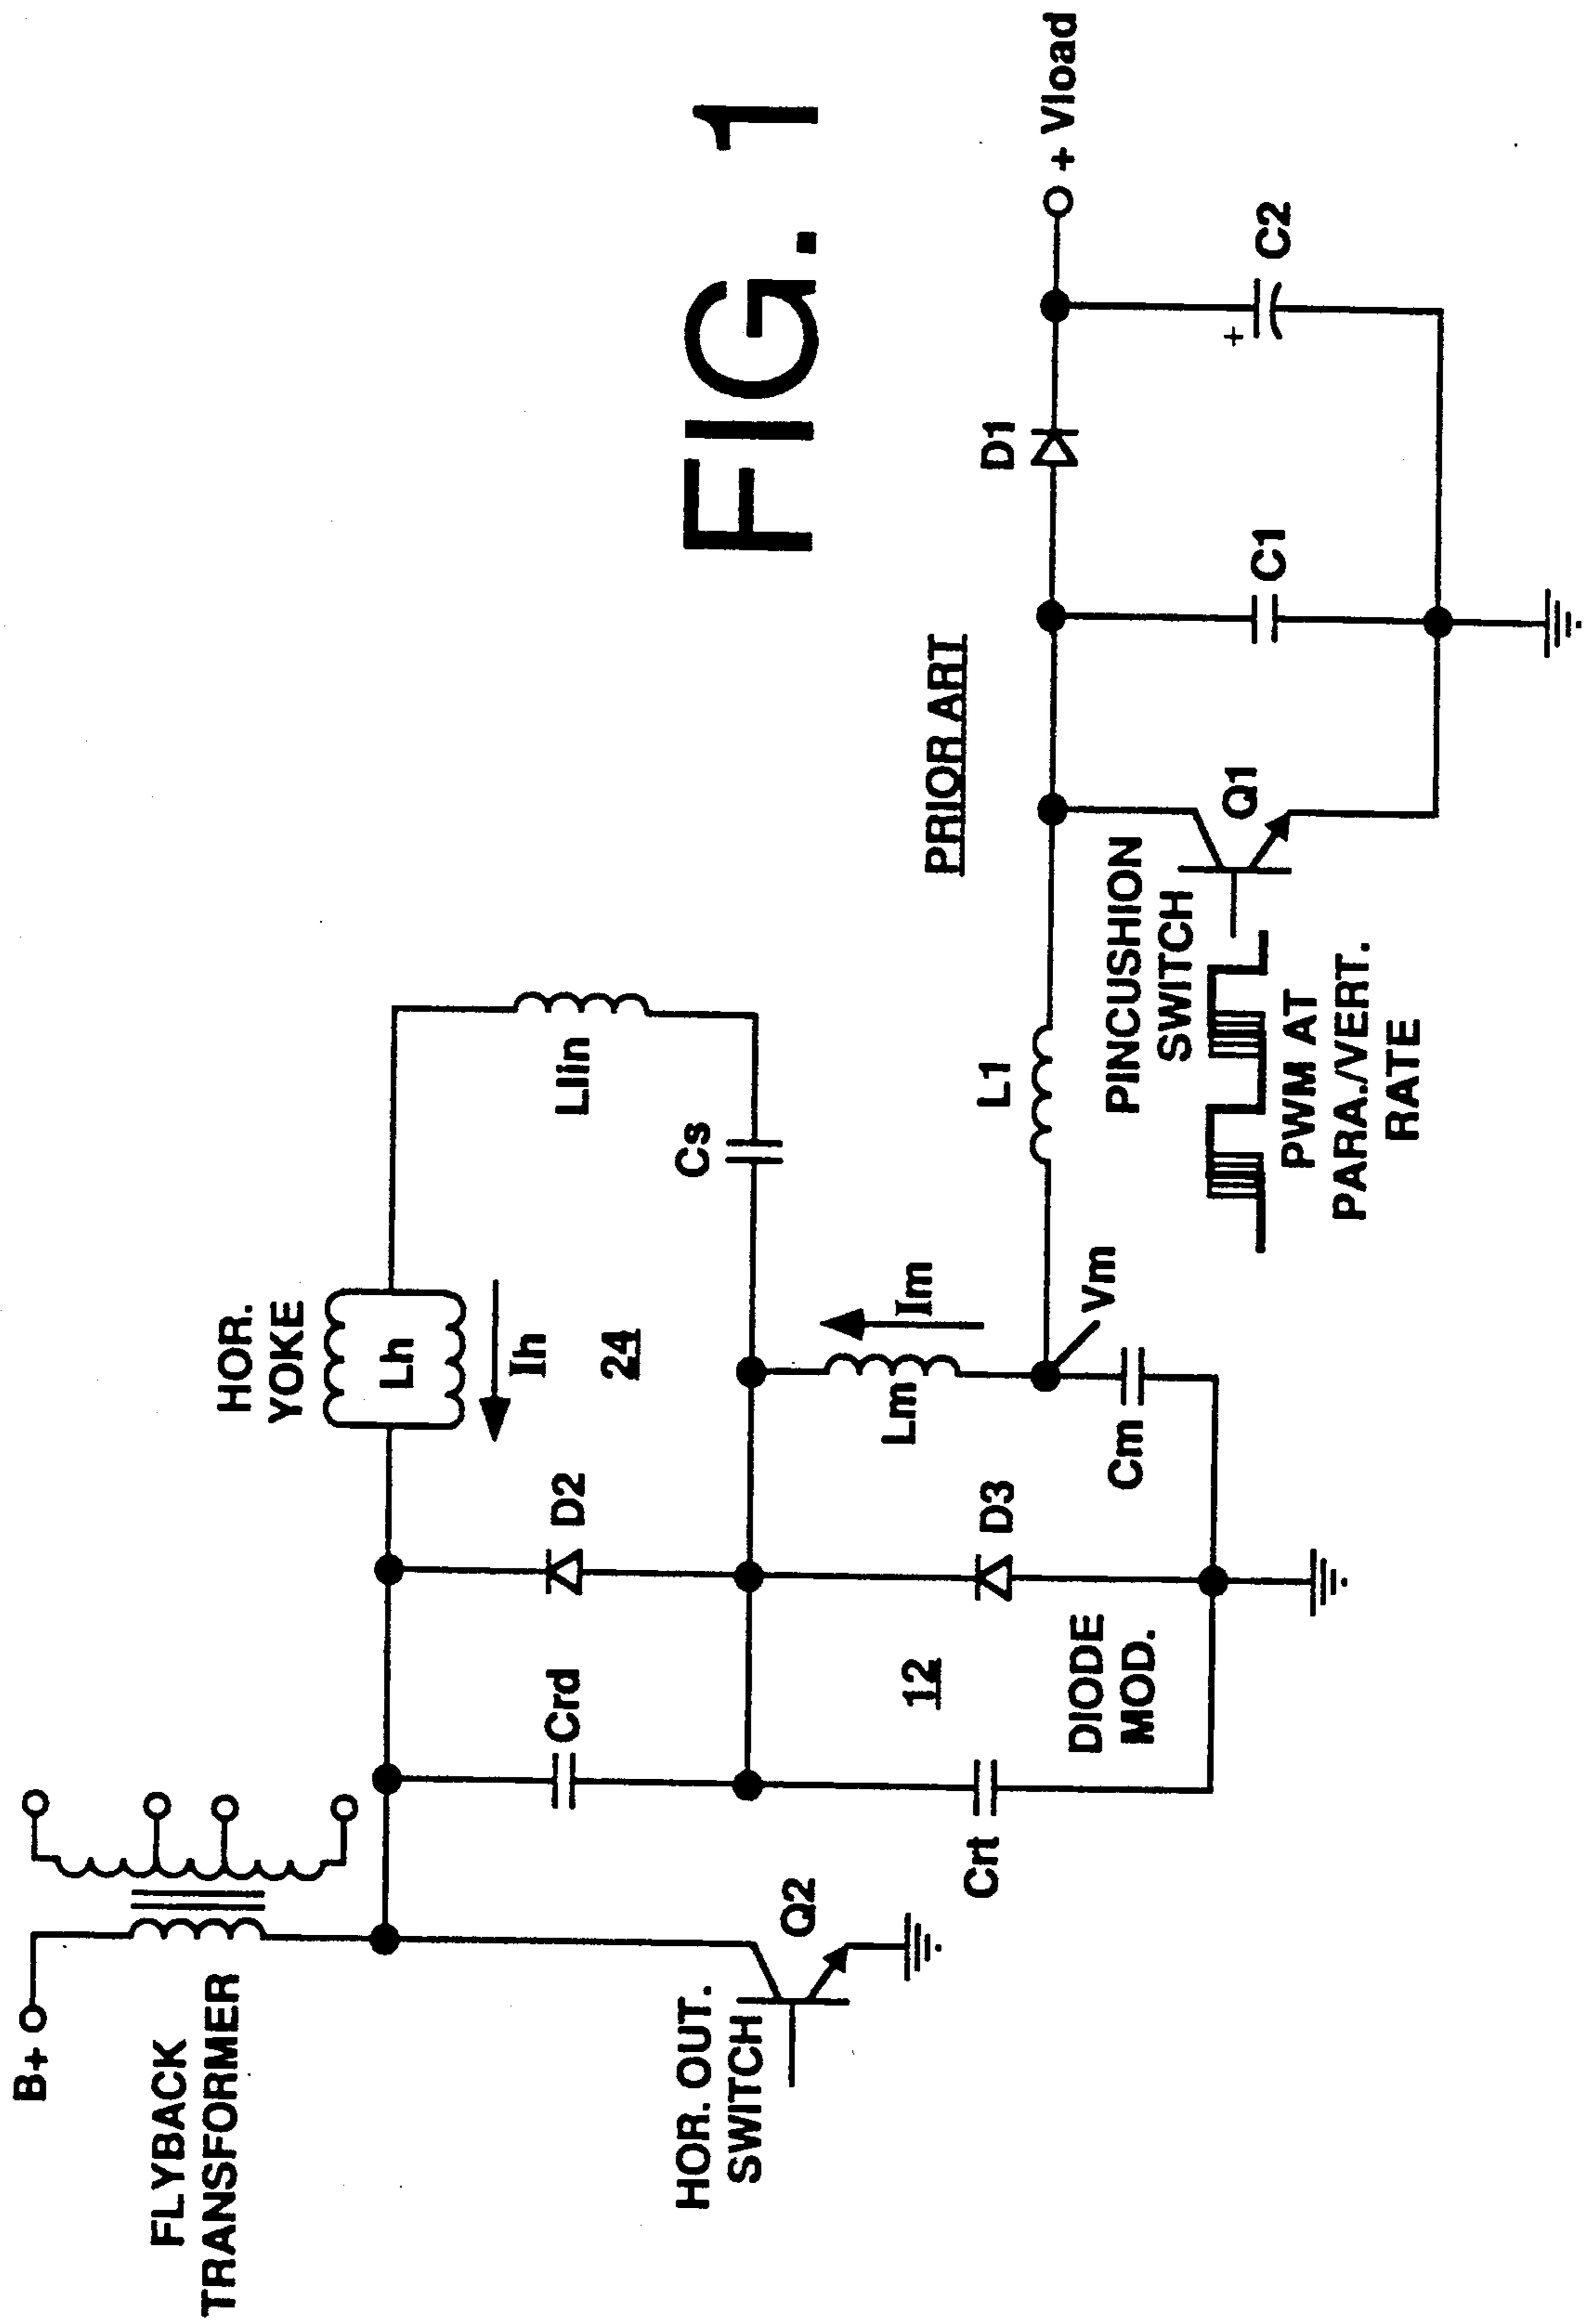 B+
FLYBACK
TRANSFORMER
HOR. OUT.
SWITCH
Q2
Crd
Crt
12
DIODE
MOD.
D2
D3
HOR.
YOKE
Lh
Ih
24
Llin
Cs
Lm
Im
Cm
Vm
L1
PRIOR ART
PINCUSHION
SWITCH
Q1
PWM AT
PARA./VERT.
RATE
C1
D1
+
C2
+ Vload
FIG. 1